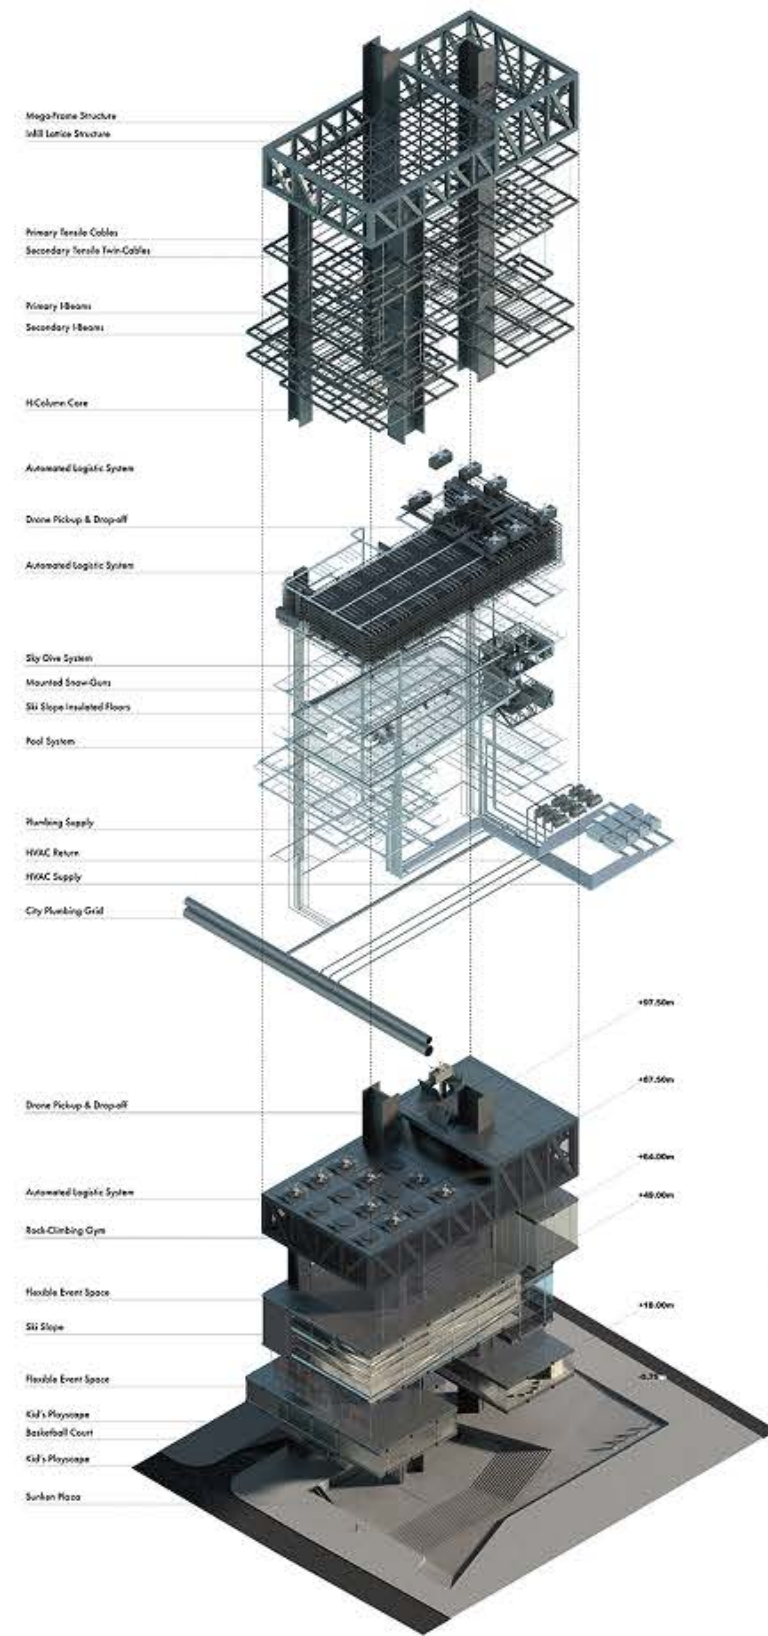 Mega-Frame Structure
Infill Lattice Structure
Primary Tensile Cables
Secondary Tensile Twin-Cables
Primary I-Beams
Secondary I-Beams
H-Column Core
Automated Logistic System
Drone Pick-up & Drop-off
Automated Logistic System
Sky Dive System
Mounted Snow-Guns
Ski Slope Insulated Floors
Pool System
Plumbing Supply
HVAC Return
HVAC Supply
City Plumbing Grid
+97.50m
+87.50m
Drone Pick-up & Drop-off
+64.00m
Automated Logistic System
+49.00m
Rock-Climbing Gym
Flexible Event Space
+18.00m
Ski Slope
Flexible Event Space
Kid's Playscape
Basketball Court
Kid's Playscape
Sunken Plaza